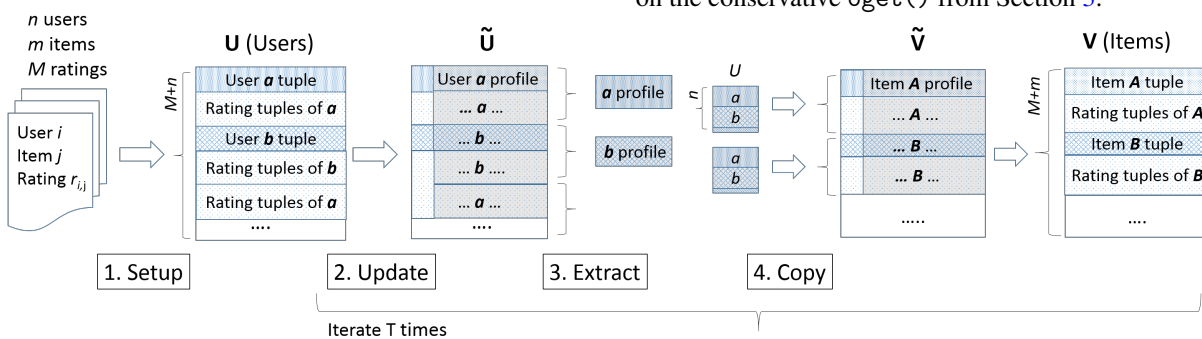 on the conservative oget() from Section 3.
n users
m items
M ratings
User i
Item j
Rating ri,j
U (Users)
M+n
User a tuple
Rating tuples of a
User b tuple
Rating tuples of b
Rating tuples of a
....
Ũ
User a profile
... a ...
... b ...
... b ....
... a ...
....
a profile
b profile
U
n
a
b
a
b
Ṽ
Item A profile
... A ...
... B ...
... B ...
.....
V (Items)
M+m
Item A tuple
Rating tuples of A
Item B tuple
Rating tuples of B
....
1. Setup
2. Update
3. Extract
4. Copy
Iterate T times